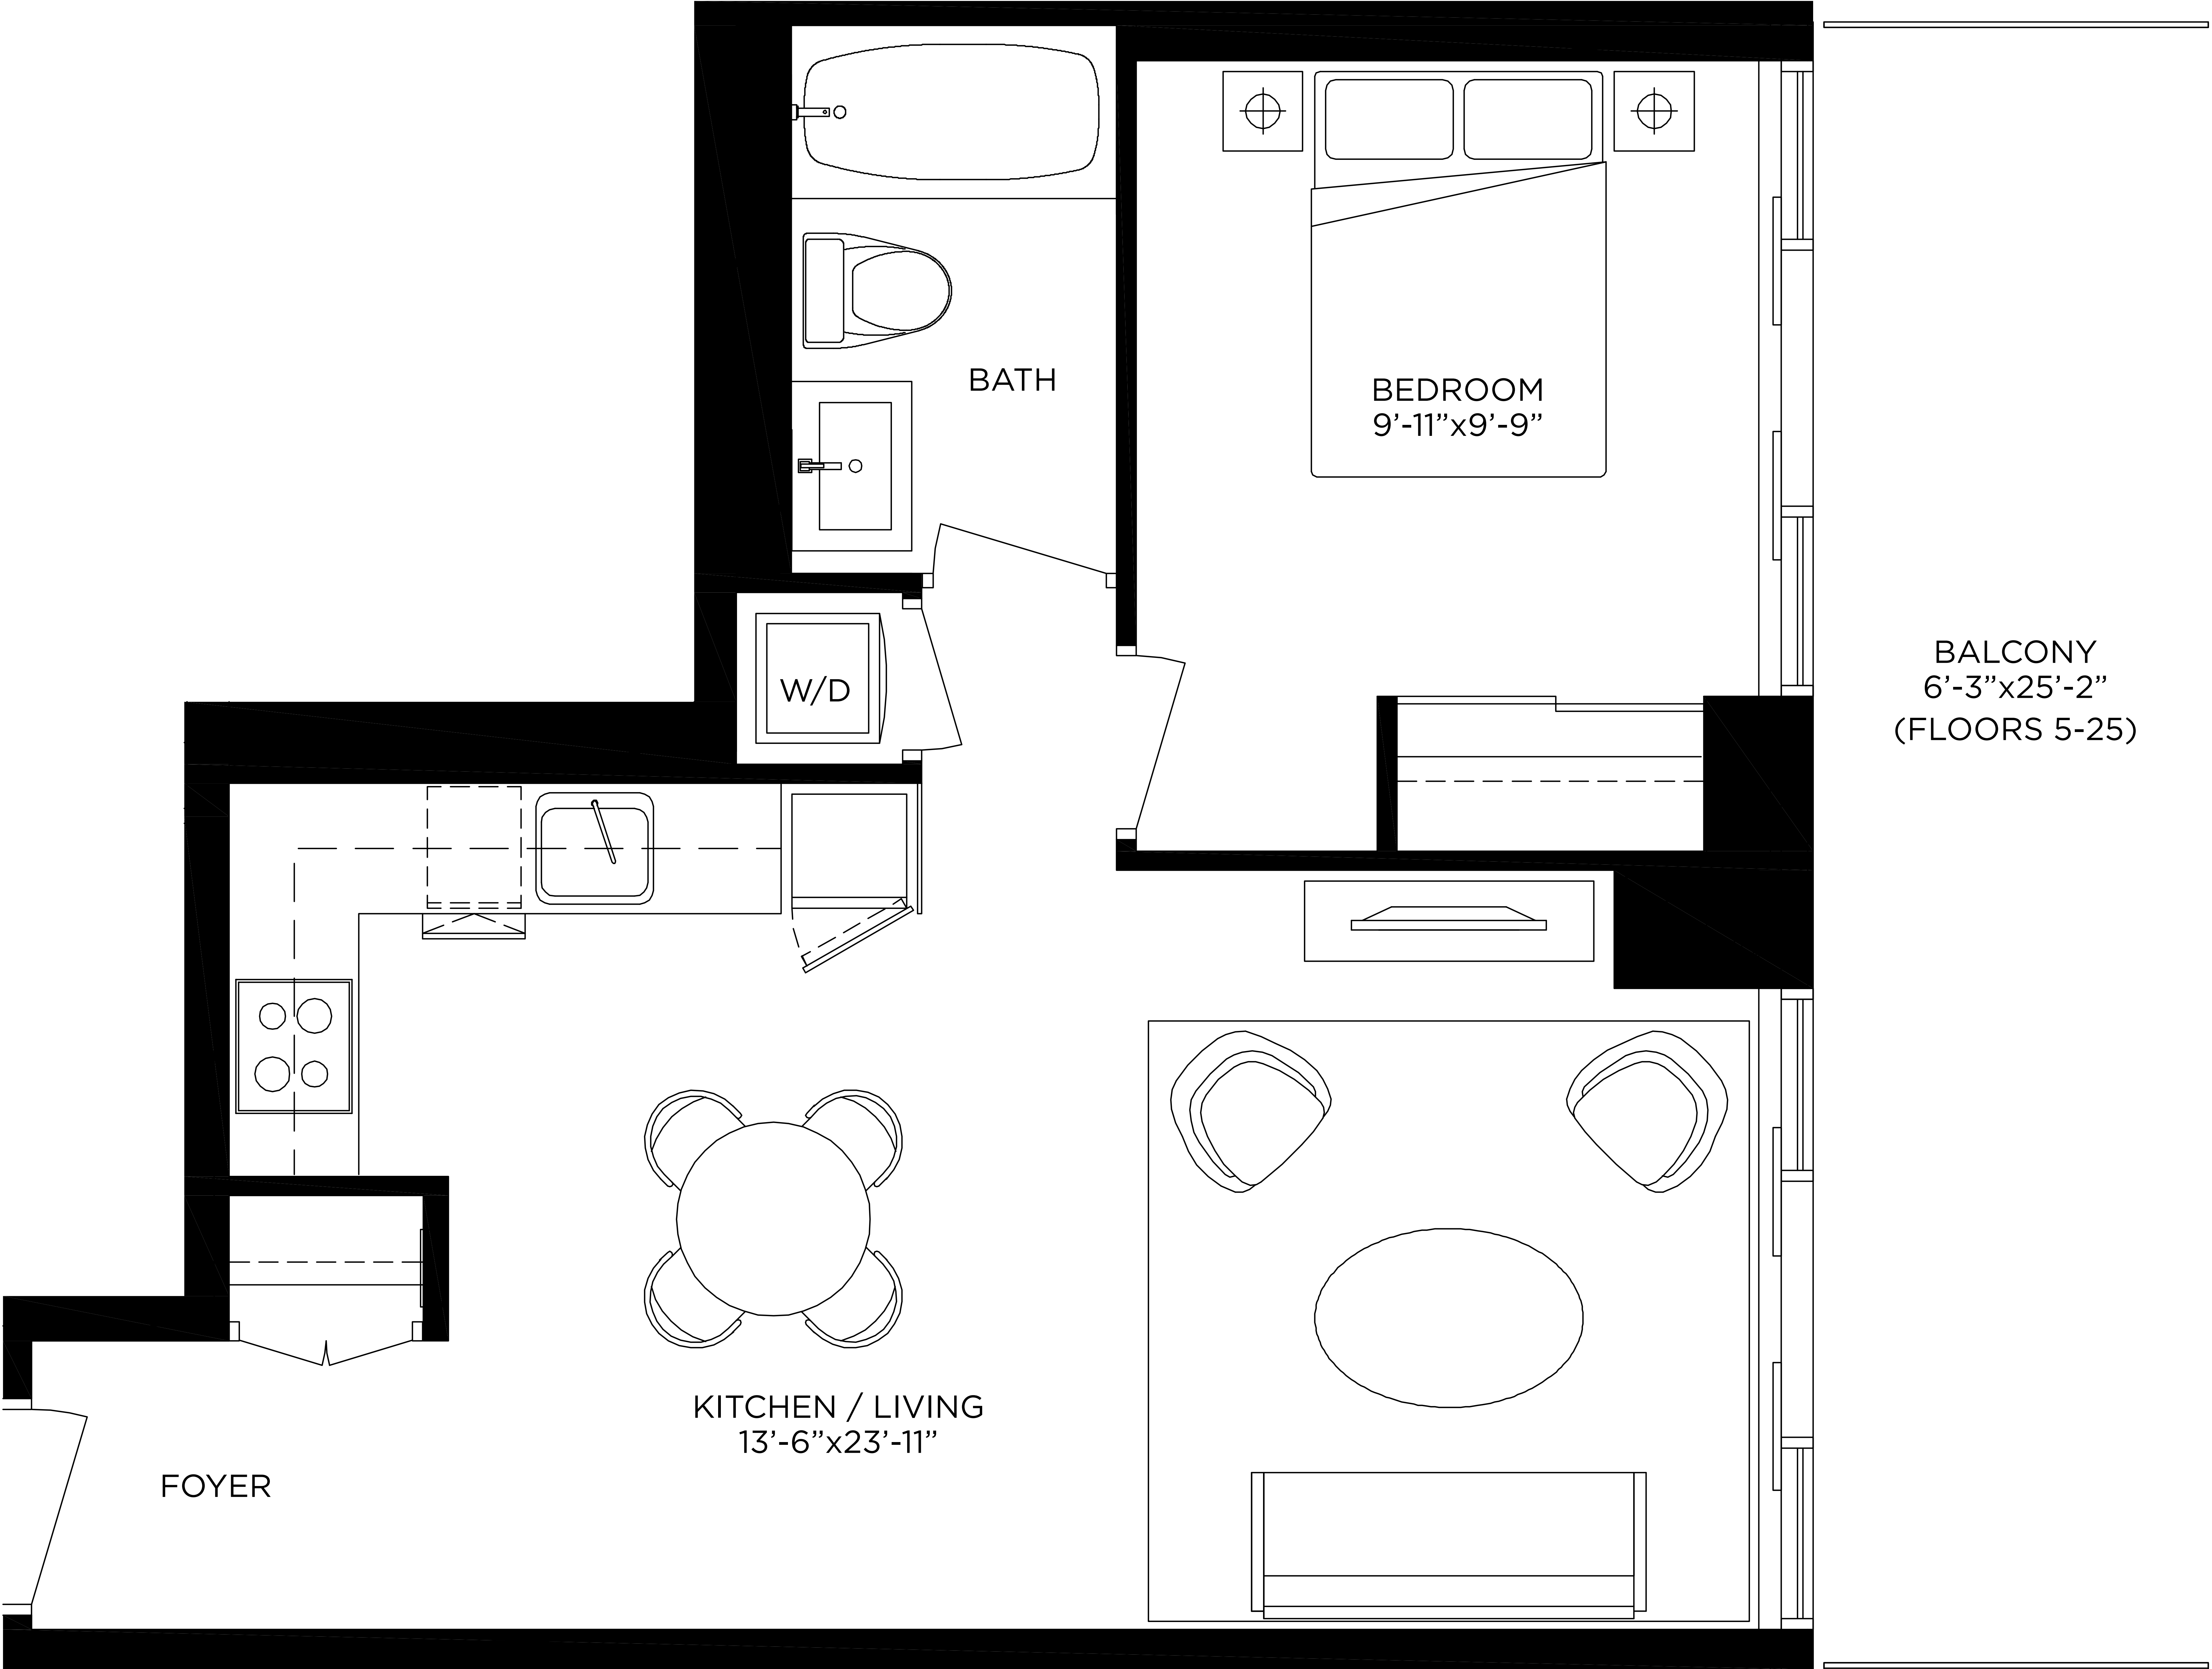 BATH
BEDROOM
9’-11”x9’-9”
BALCONY
6’-3”x25’-2”
(FLOORS 5-25)
W/D
KITCHEN / LIVING
13’-6”x23’-11”
FOYER